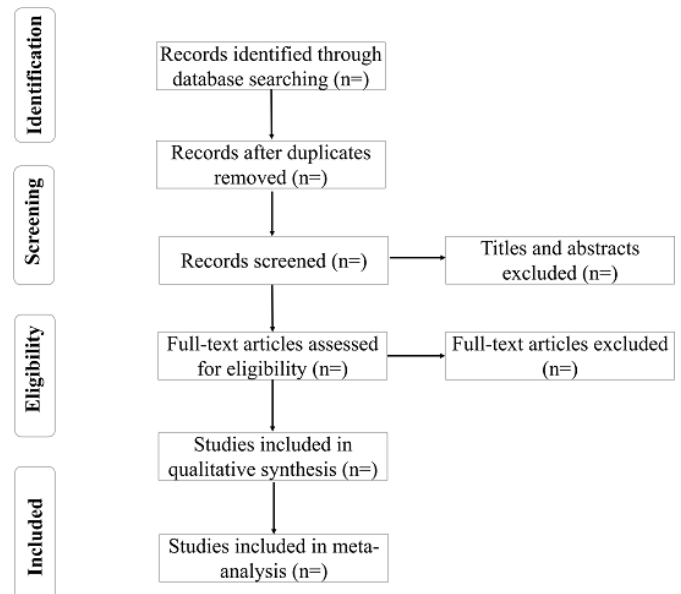 Identification
Records identified through
database searching (n=)
Records after duplicates
removed (n=)
Screening
Records screened (n=)
Titles and abstracts
excluded (n=)
Eligibility
Full-text articles assessed
for eligibility (n=)
Full-text articles excluded
(n=)
Studies included in
qualitative synthesis (n=)
Included
Studies included in meta-
analysis (n=)